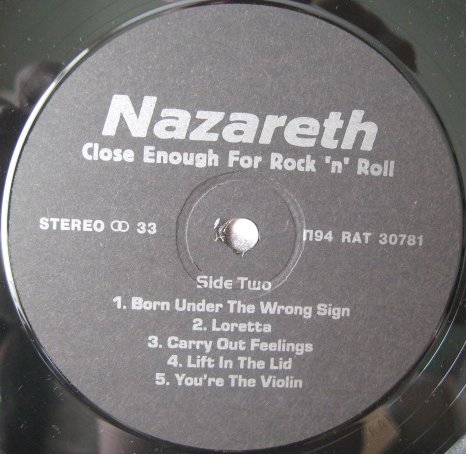 Nazareth
Close Enough For Rock 'n' Roll
STEREO ꝏ 33 П94 RAT 30781
Side Two
1. Born Under The Wrong Sign
2. Loretta
3. Carry Out Feelings
4. Lift In The Lid
5. You're The Violin